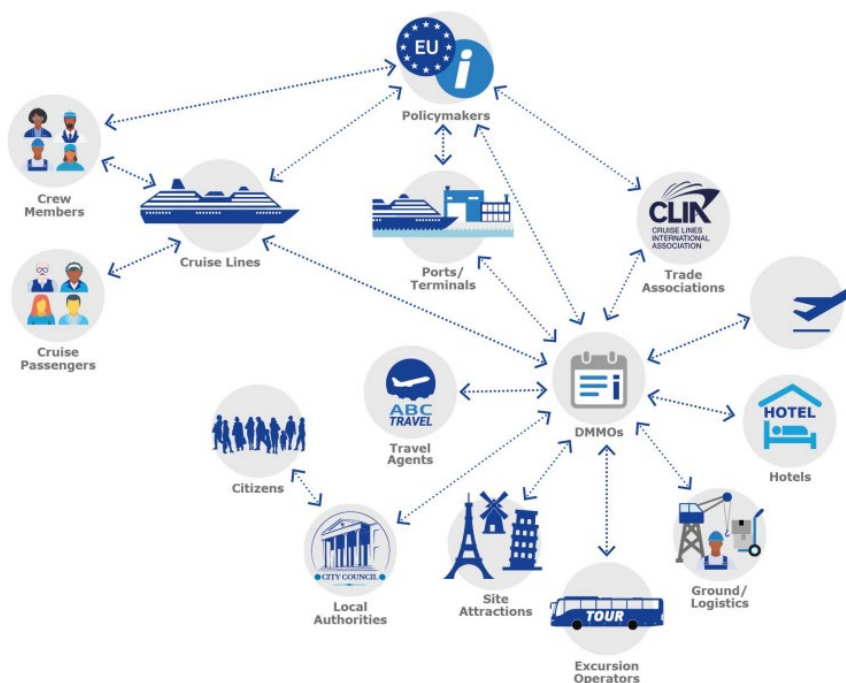 EU
i
Policymakers
Crew
Members
Cruise Lines
Ports/
Terminals
CLIA
CRUISE LINES
INTERNATIONAL
ASSOCIATION
Trade
Associations
Cruise
Passengers
ABC
TRAVEL
Travel
Agents
i
DMMOs
HOTEL
Hotels
Citizens
CITY COUNCIL
Local
Authorities
Site
Attractions
TOUR
Excursion
Operators
Ground/
Logistics